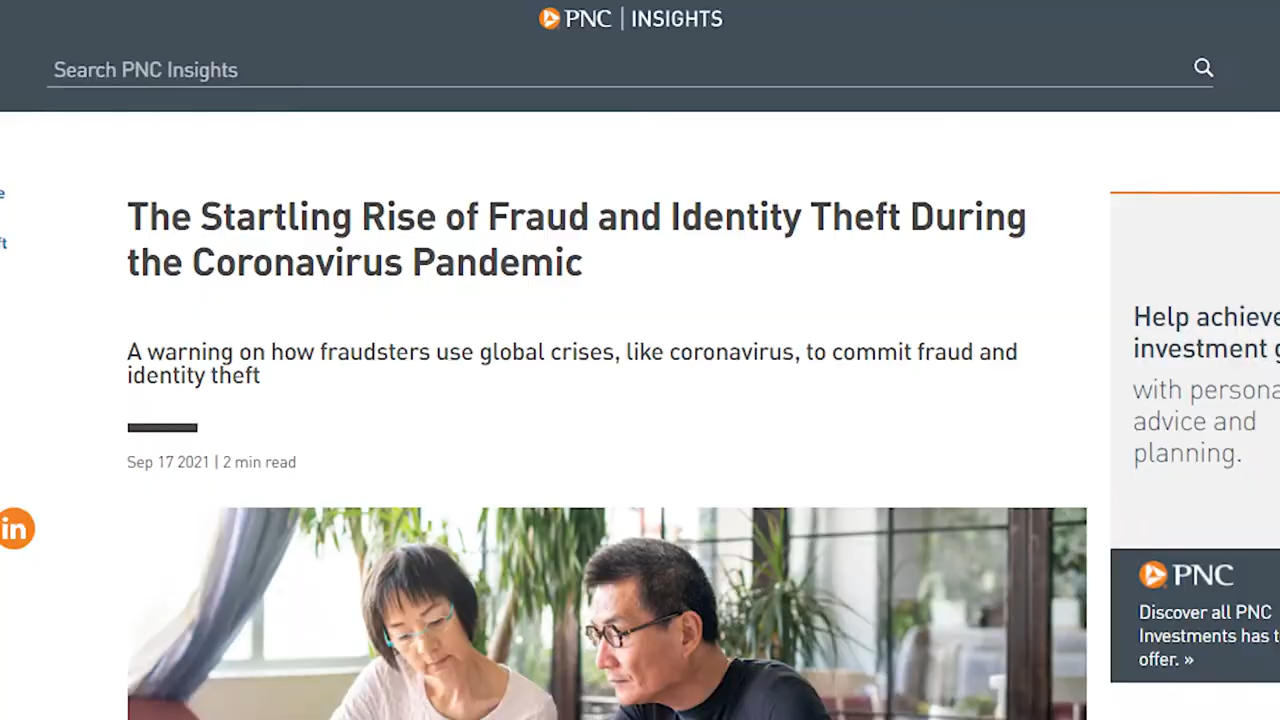 PNC | INSIGHTS
Search PNC Insights
e
ft
The Startling Rise of Fraud and Identity Theft During
the Coronavirus Pandemic
A warning on how fraudsters use global crises, like coronavirus, to commit fraud and
identity theft
Sep 17 2021 | 2 min read
in
Help achieve
investment g
with persona
advice and
planning.
PNC
Discover all PNC
Investments has t
offer. »